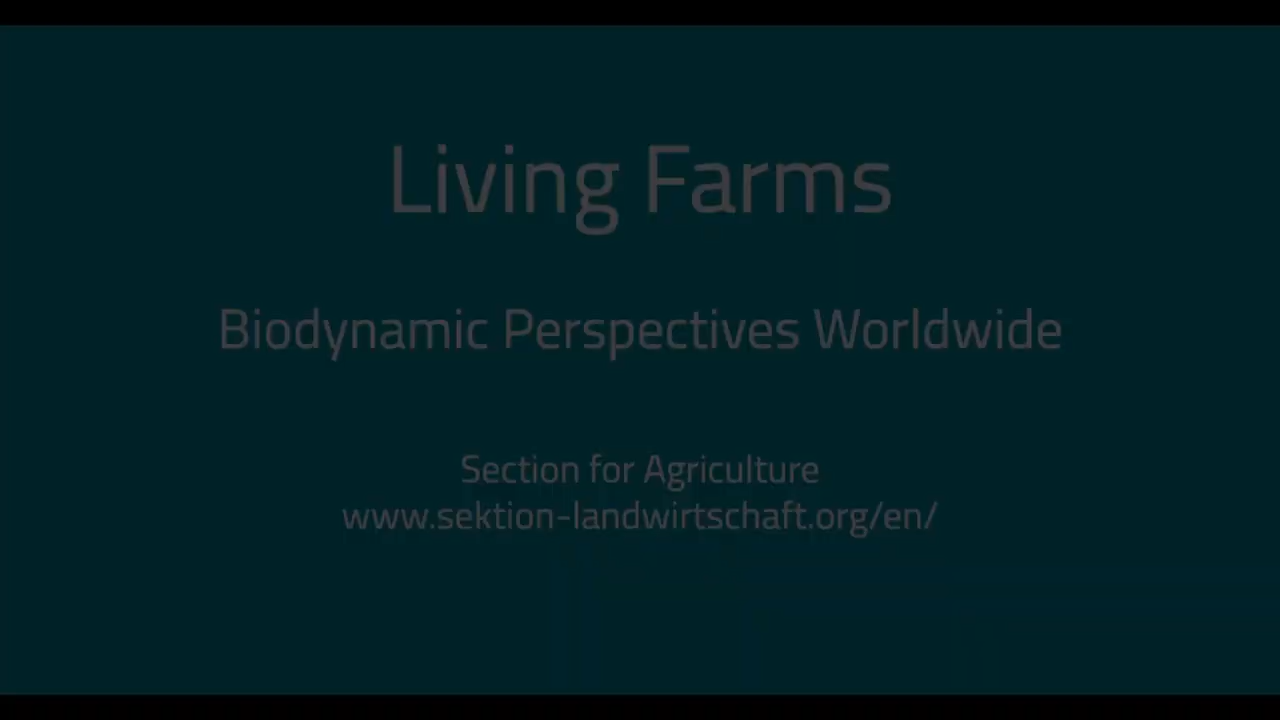 Living Farms
Biodynamic Perspectives Worldwide
Section for Agriculture
www.sektion-landwirtschaft.org/en/